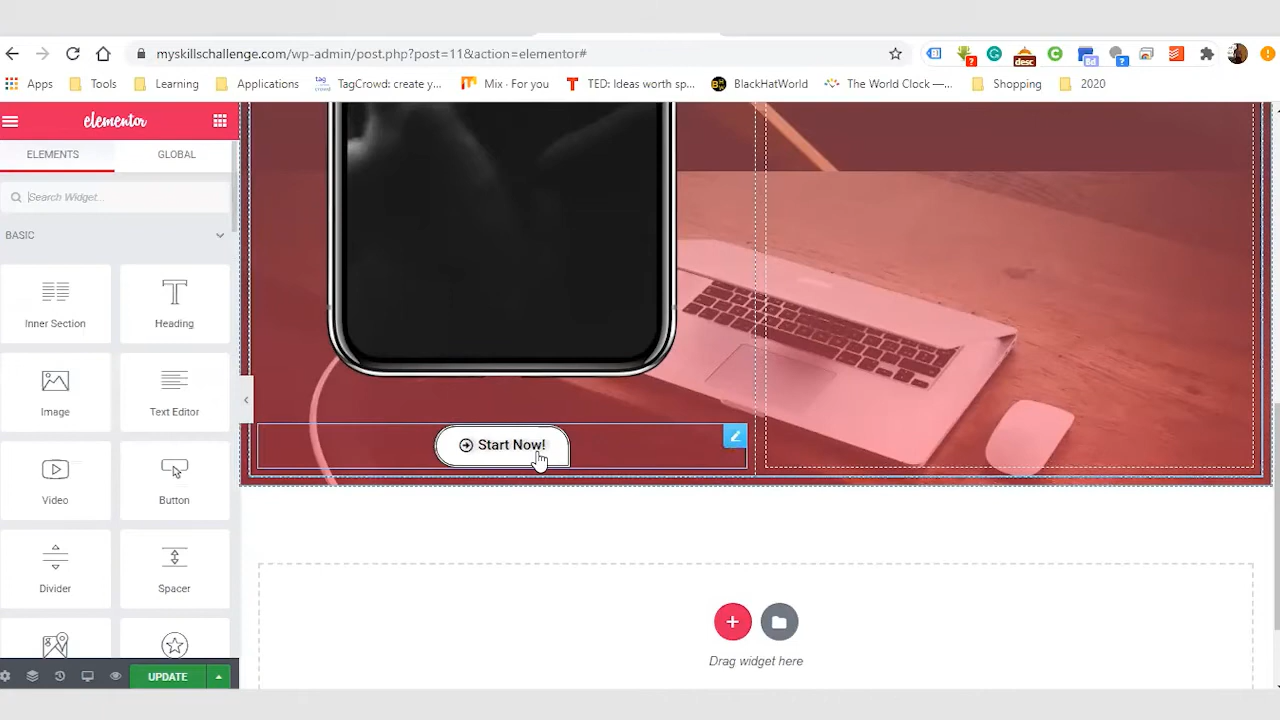 myskillschallenge.com/wp-admin/post.php?post=11&action=elementor#
desc
Bd
?
?
Apps
Tools
Learning
TagCrowd: create y...
Mix · For you
TED: Ideas worth sp...
BlackHatWorld
The World Clock —...
Shopping
2020
elementor
ELEMENTS
GLOBAL
Search Widget...
BASIC
Inner Section
Heading
Image
Text Editor
Video
Button
Divider
Spacer
UPDATE
Start Now!
Drag widget here